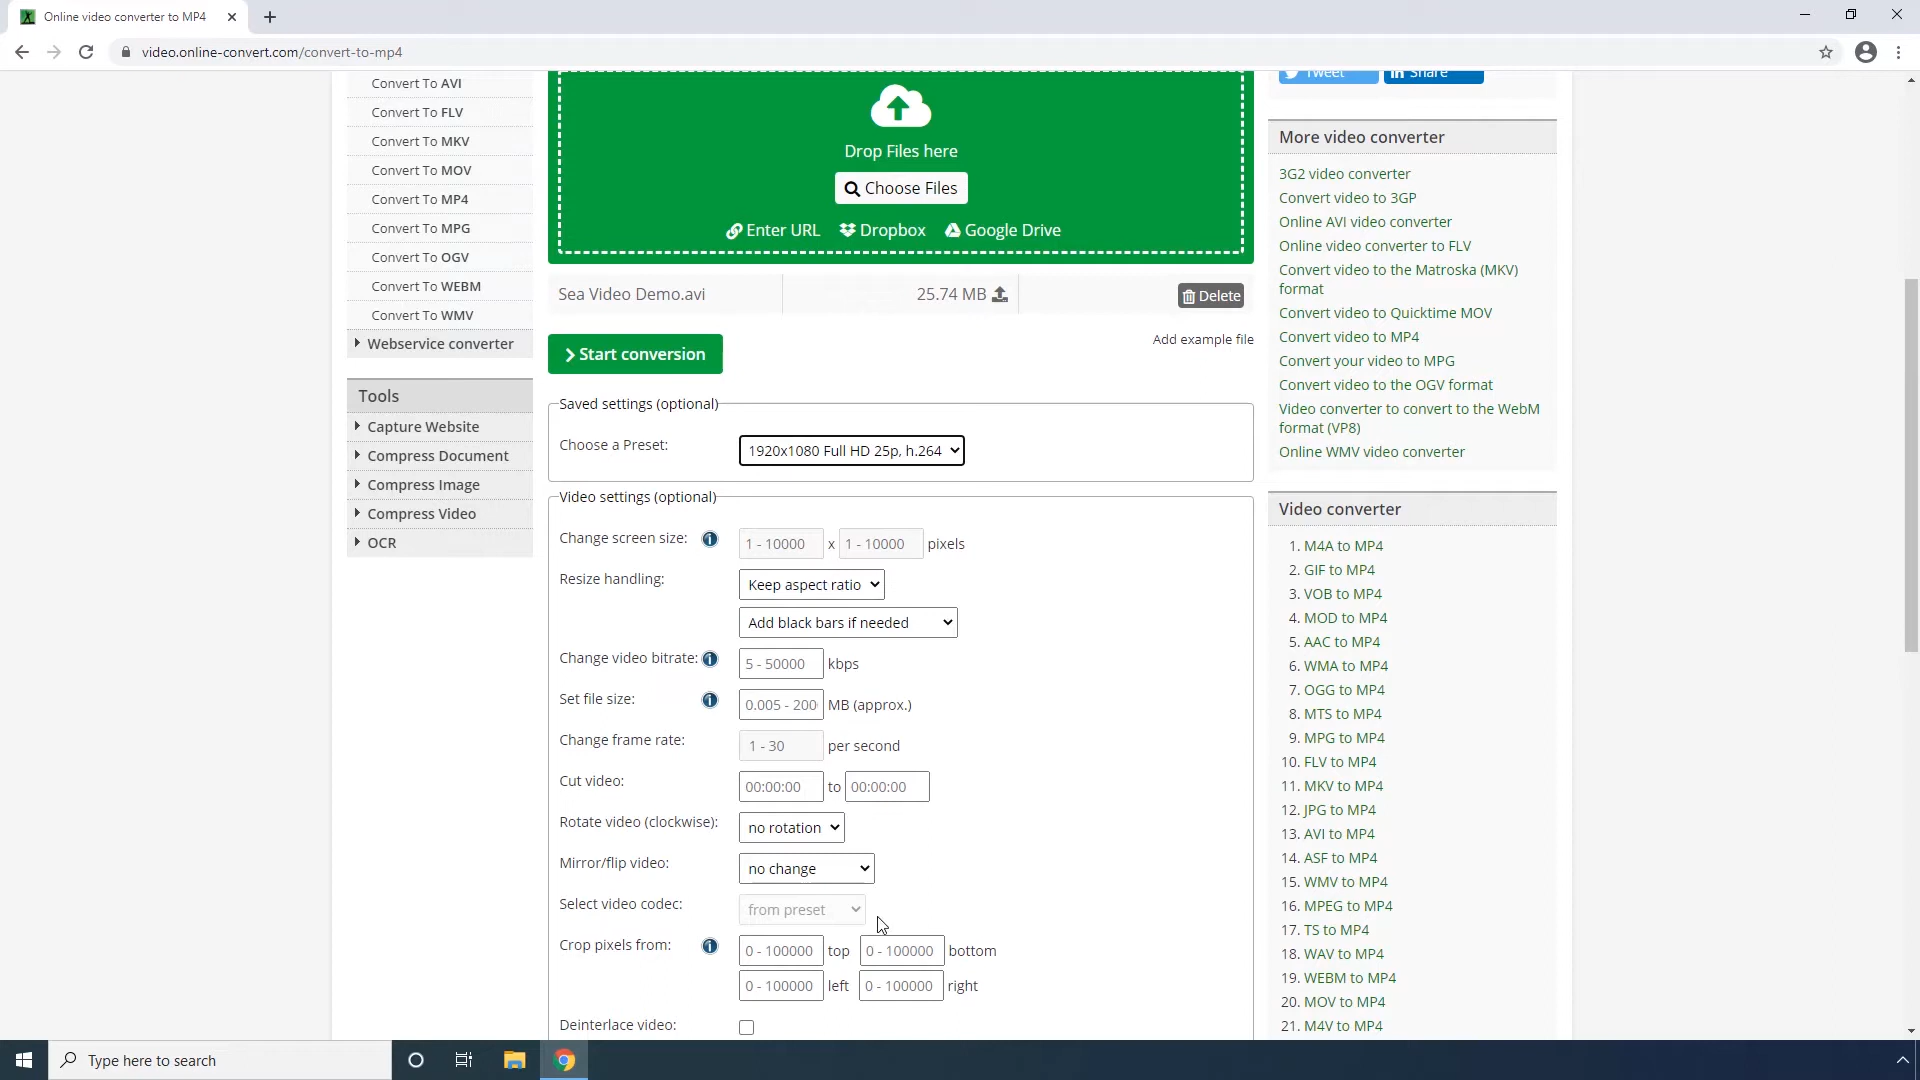 Online video converter to MP4
video.online-convert.com/convert-to-mp4
Convert To AVI
Convert To FLV
Convert To MKV
Convert To MOV
Convert To MP4
Convert To MPG
Convert To OGV
Convert To WEBM
Convert To WMV
Webservice converter
Tools
Capture Website
Compress Document
Compress Image
Compress Video
OCR
Drop Files here
Choose Files
Enter URL Dropbox Google Drive
Sea Video Demo.avi 25.74 MB Delete
Start conversion
Add example file
Saved settings (optional)
Choose a Preset: 1920x1080 Full HD 25p, h.264
Video settings (optional)
Change screen size: 1 - 10000 x 1 - 10000 pixels
Resize handling: Keep aspect ratio
Add black bars if needed
Change video bitrate: 5 - 50000 kbps
Set file size: 0.005 - 200 MB (approx.)
Change frame rate: 1 - 30 per second
Cut video: 00:00:00 to 00:00:00
Rotate video (clockwise): no rotation
Mirror/flip video: no change
Select video codec: from preset
Crop pixels from: 0 - 100000 top 0 - 100000 bottom
0 - 100000 left 0 - 100000 right
Deinterlace video:
Tweet Share
More video converter
3G2 video converter
Convert video to 3GP
Online AVI video converter
Online video converter to FLV
Convert video to the Matroska (MKV)
format
Convert video to Quicktime MOV
Convert video to MP4
Convert your video to MPG
Convert video to the OGV format
Video converter to convert to the WebM
format (VP8)
Online WMV video converter
Video converter
1. M4A to MP4
2. GIF to MP4
3. VOB to MP4
4. MOD to MP4
5. AAC to MP4
6. WMA to MP4
7. OGG to MP4
8. MTS to MP4
9. MPG to MP4
10. FLV to MP4
11. MKV to MP4
12. JPG to MP4
13. AVI to MP4
14. ASF to MP4
15. WMV to MP4
16. MPEG to MP4
17. TS to MP4
18. WAV to MP4
19. WEBM to MP4
20. MOV to MP4
21. M4V to MP4
Type here to search